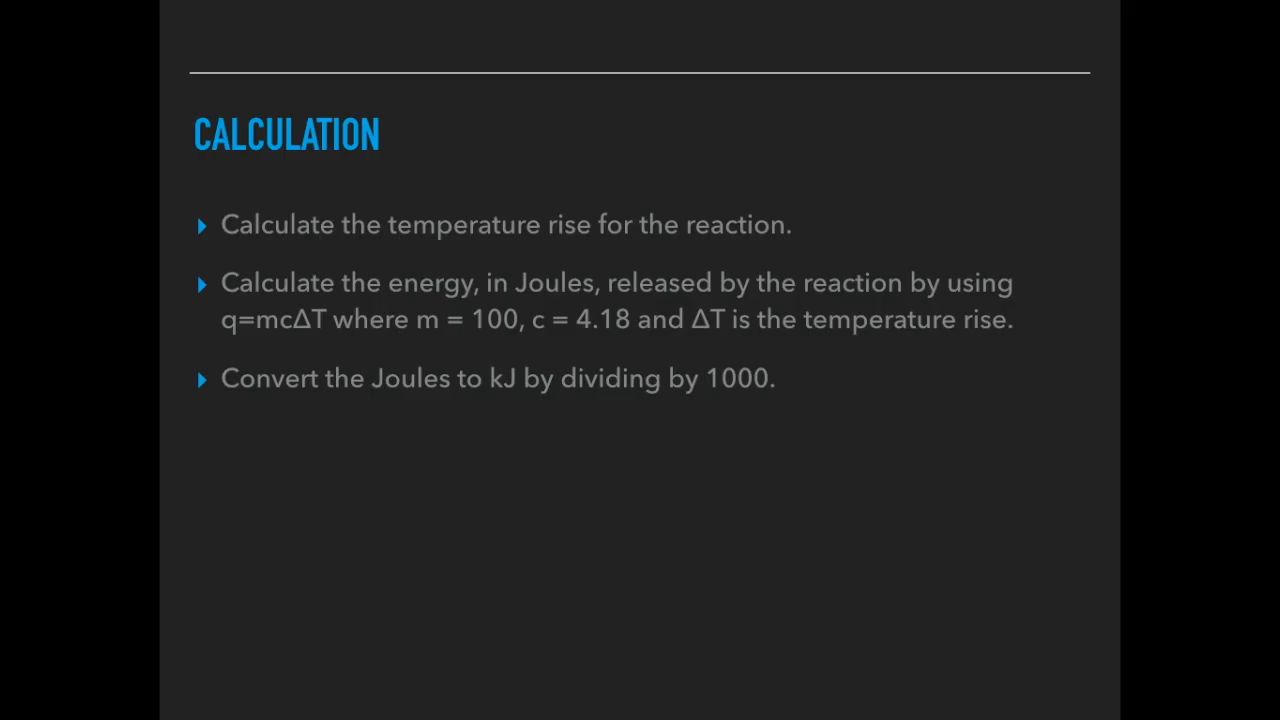 CALCULATION
Calculate the temperature rise for the reaction.
Calculate the energy, in Joules, released by the reaction by using
q=mcΔT where m = 100, c = 4.18 and ΔT is the temperature rise.
Convert the Joules to kJ by dividing by 1000.